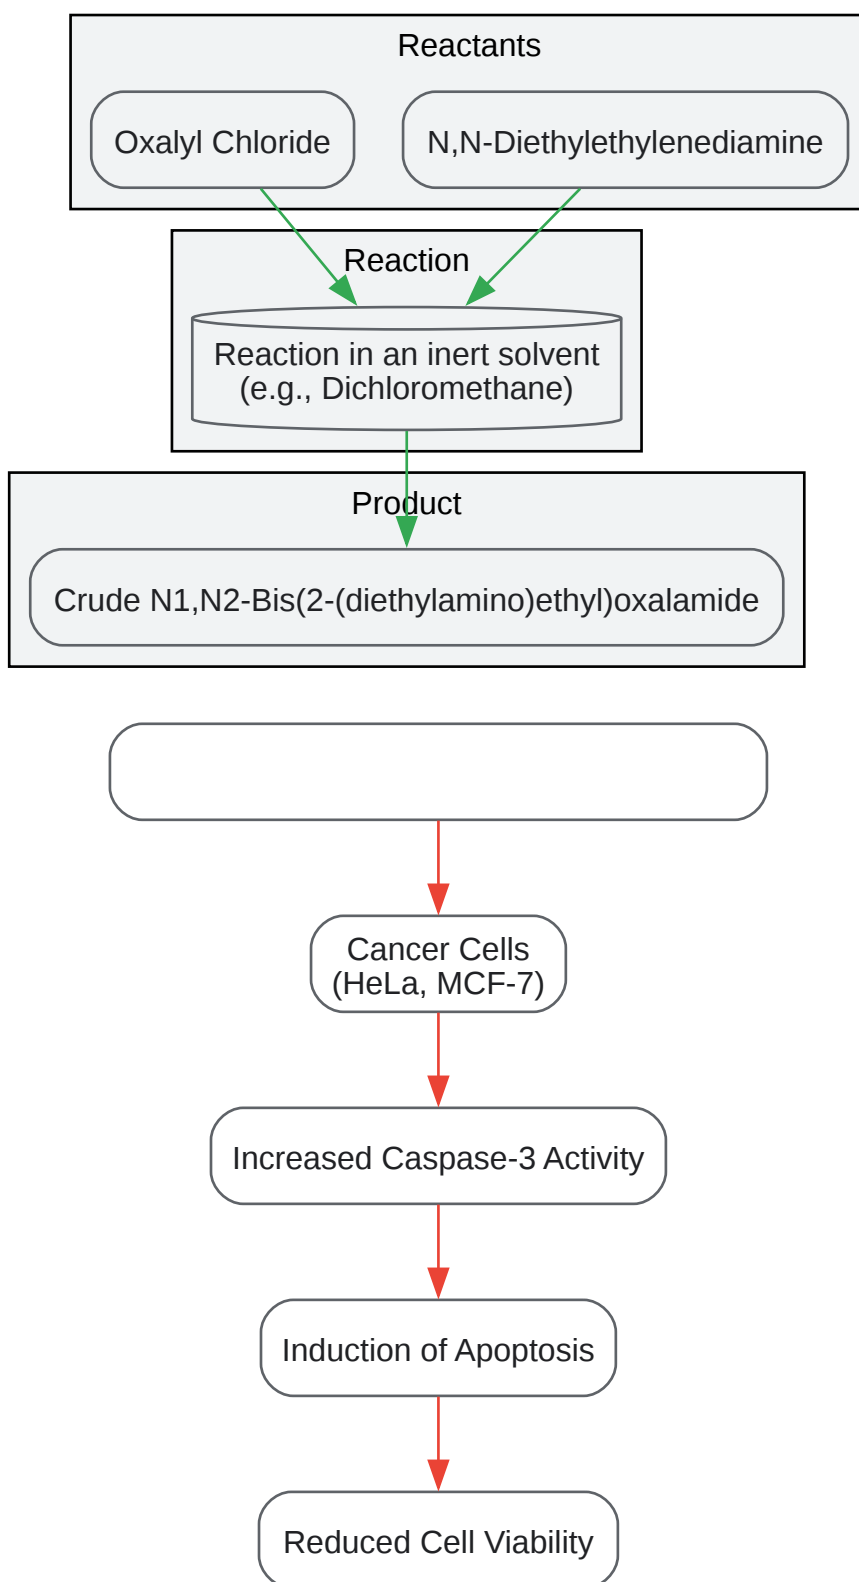 Reactants
Oxalyl Chloride
N,N-Diethylethylenediamine
Reaction
Reaction in an inert solvent
(e.g., Dichloromethane)
Product
Crude N1,N2-Bis(2-(diethylamino)ethyl)oxalamide
Cancer Cells
(HeLa, MCF-7)
Increased Caspase-3 Activity
Induction of Apoptosis
Reduced Cell Viability